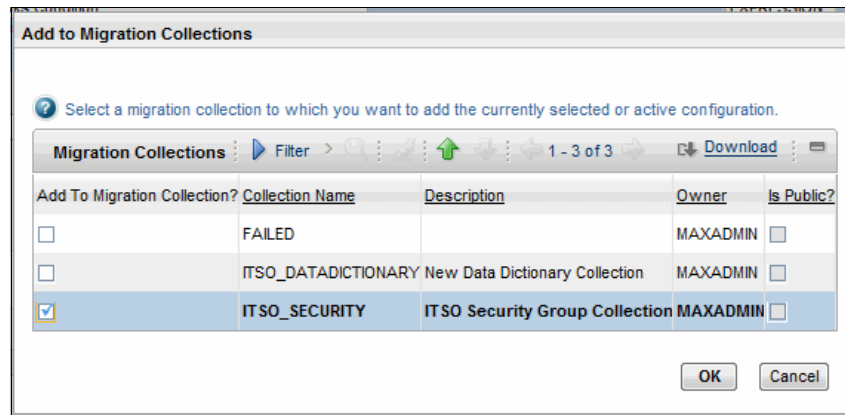 Add to Migration Collections
Select a migration collection to which you want to add the currently selected or active configuration.
Migration Collections Filter 1 - 3 of 3 Download
Add To Migration Collection? Collection Name Description Owner Is Public?
FAILED MAXADMIN
ITSO_DATADICTIONARY New Data Dictionary Collection MAXADMIN
ITSO_SECURITY ITSO Security Group Collection MAXADMIN
OK Cancel